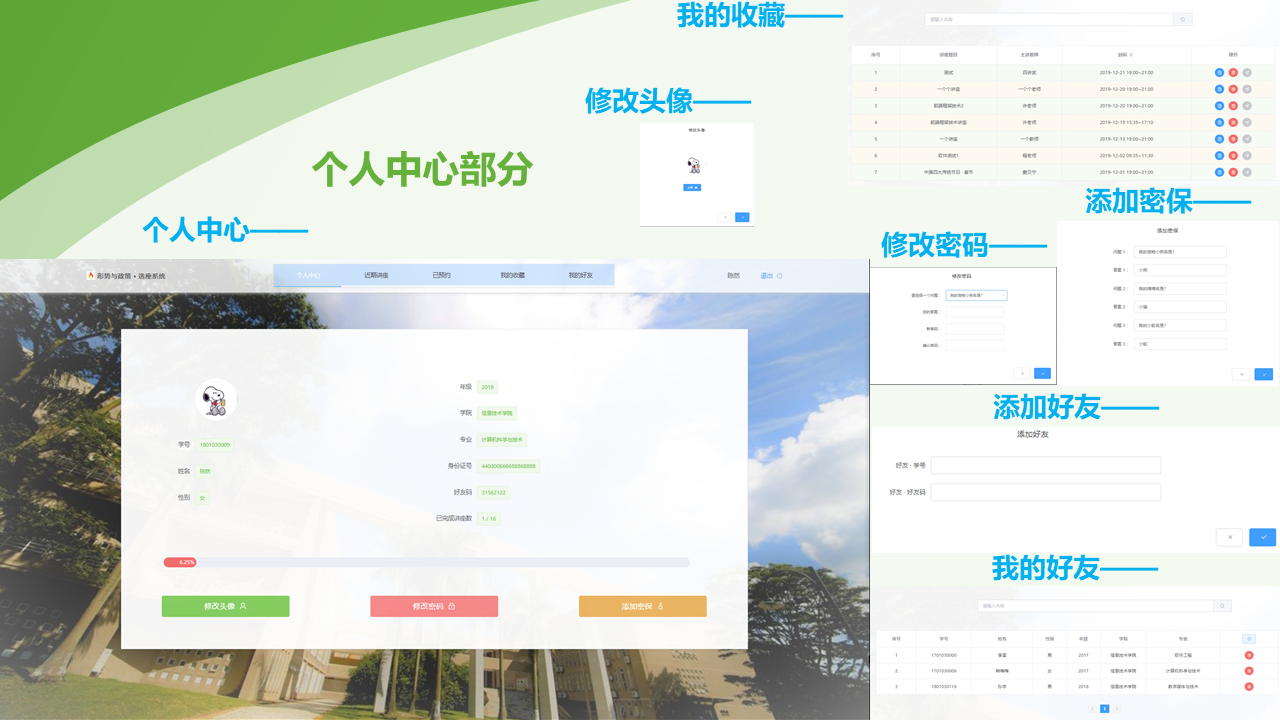 我的收藏——
请输入内容
序号 讲座题目 主讲教师 时间 操作
1 测试 四讲武 2019-12-21 19:00~21:00
2 一个个讲座 一个个老师 2019-12-20 19:00~21:00
3 前端框架技术2 许老师 2019-12-20 19:00~21:00
4 前端框架技术讲座 许老师 2019-12-19 15:35~17:10
5 一个讲座 一个教师 2019-12-13 19:00~21:00
6 软件测试1 程老师 2019-12-02 09:35~11:30
7 中国四大传统节日·春节 鲍贝宁 2019-12-01 19:00~21:00
修改头像——
修改头像
个人中心部分
个人中心——
形势与政策•选座系统
个人中心 近期讲座 已预约 我的收藏 我的好友
陈然 退出
学号 1801030009
姓名 陈然
性别 女
年级 2018
学院 信息技术学院
专业 计算机科学与技术
身份证号
好友码 31562122
已完成讲座数 1 / 16
6.25%
修改头像
修改密码
添加密保
修改密码——
修改密码
请选择一个问题：
我的宠物小狗名是?
您的答案：
新密码：
确认密码：
添加密保——
添加密保
问题 1： 我的宠物小狗名是?
答案 1： 小狗
问题 2： 我的喵喵名是?
答案 2： 小猫
问题 3： 我的小蛇名是?
答案 3： 小蛇
添加好友——
添加好友
好友 · 学号
好友 · 好友码
我的好友——
请输入内容
序号 学号 姓名 性别 年级 学院 专业
1 1701030000 李雷 男 2017 信息技术学院 软件工程
2 1701030006 韩梅梅 女 2017 信息技术学院 计算机科学与技术
3 1801030119 孙李 男 2018 信息技术学院 数字媒体与技术
1